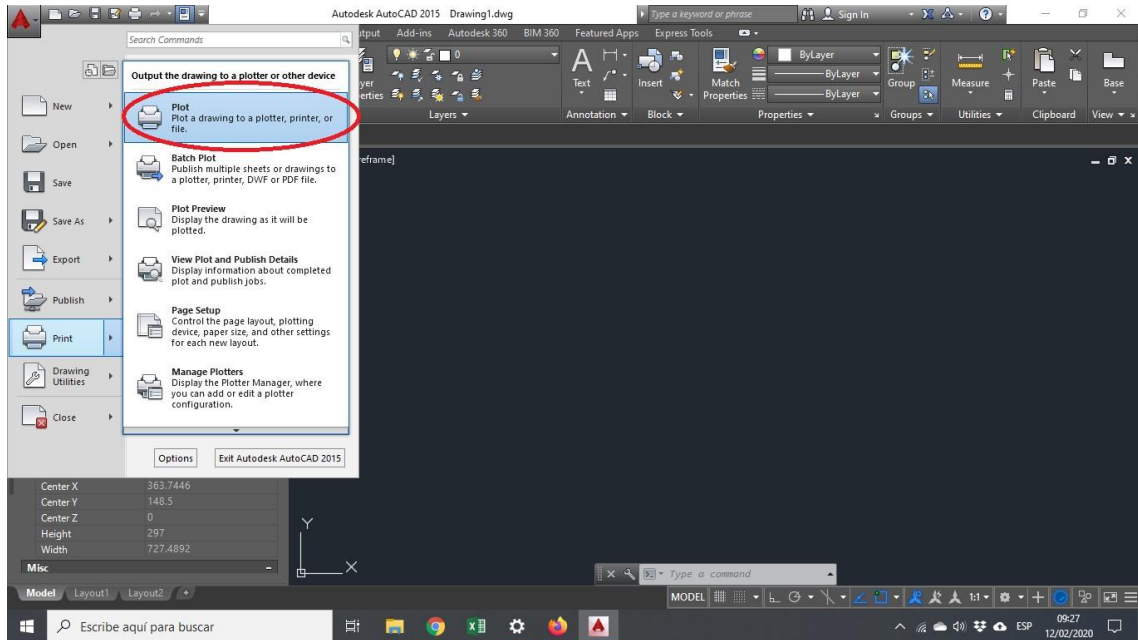 Autodesk AutoCAD 2015 Drawing1.dwg
Type a keyword or phrase
Sign In
Search Commands
Add-ins Autodesk 360 BIM 360 Featured Apps Express Tools
Output the drawing to a plotter or other device
New
Open
Save
Save As
Export
Publish
Print
Drawing
Utilities
Close
Plot
Plot a drawing to a plotter, printer, or
file.
Batch Plot
Publish multiple sheets or drawings to
a plotter, printer, DWF or PDF file.
Plot Preview
Display the drawing as it will be
plotted.
View Plot and Publish Details
Display information about completed
plot and publish jobs.
Page Setup
Control the page layout, plotting
device, paper size, and other settings
for each new layout.
Manage Plotters
Display the Plotter Manager, where
you can add or edit a plotter
configuration.
Options Exit Autodesk AutoCAD 2015
0
Text
Insert
Match
Properties
ByLayer
ByLayer
ByLayer
Group
Measure
Paste
Base
Layers Annotation Block Properties Groups Utilities Clipboard View
Center X 363.7446
Center Y 148.5
Center Z 0
Height 297
Width 727.4892
Misc
Y
X
Type a command
Model Layout1 Layout2 +
MODEL 1:1
Escribe aquí para buscar
ESP
09:27
12/02/2020